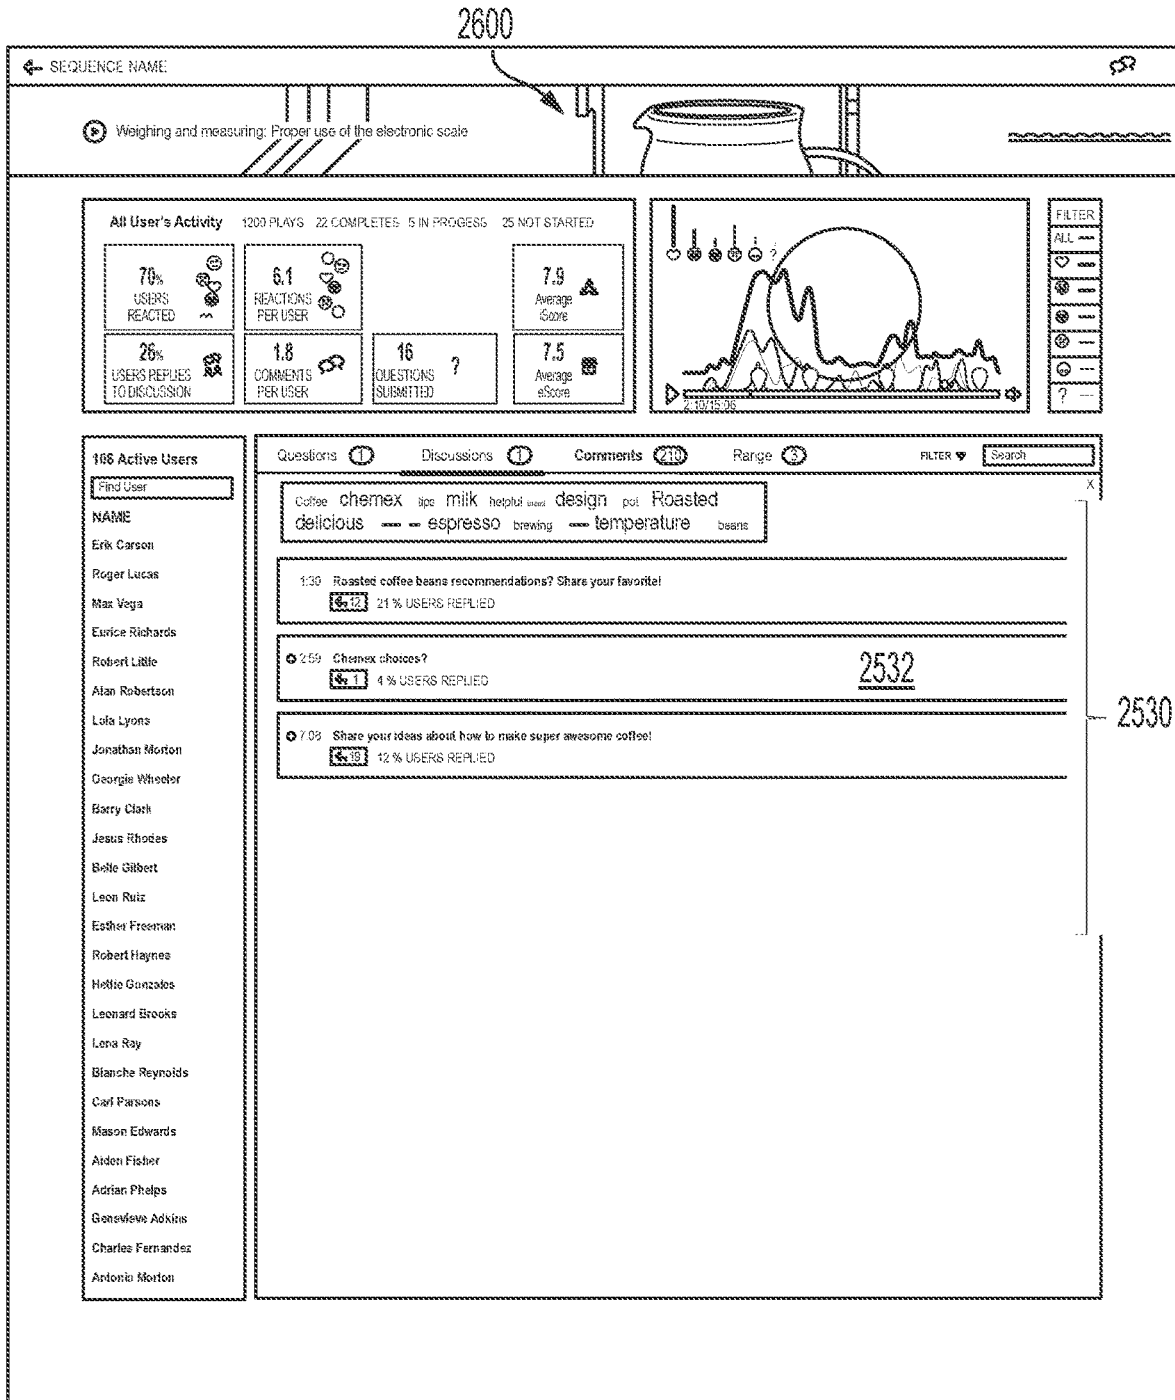 2600
SEQUENCE NAME
Weighing and measuring: Proper use of the electronic scale
All User's Activity 1200 PLAYS 22 COMPLETES 5 IN PROGESS 25 NOT STARTED
70%
USERS
REACTED
6.1
REACTIONS
PER USER
7.9
Average
iScore
26%
USERS REPLIES
TO DISCUSSION
1.8
COMMENTS
PER USER
16
QUESTIONS
SUBMITTED
?
7.5
Average
eScore
?
2:10/15:06
FILTER
ALL
?
106 Active Users
Find User
NAME
Erik Carson
Roger Lucas
Max Vega
Eurice Richards
Robert Little
Alan Robertson
Lola Lyons
Jonathan Morton
Georgie Wheeler
Barry Clark
Jesus Rhodes
Belle Gilbert
Leon Ruiz
Esther Freeman
Robert Haynes
Hettie Gonzales
Leonard Brooks
Lena Ray
Blanche Reynolds
Carl Parsons
Mason Edwards
Aiden Fisher
Adrian Phelps
Genevieve Adkins
Charles Fernandez
Antonio Morton
Questions 1 Discussions 1 Comments 210 Range 3 FILTER Search
X
Coffee chemex tips milk helpful design pot Roasted
delicious espresso brewing temperature beans
1:30 Roasted coffee beans recommendations? Share your favorite!
12 21 % USERS REPLIED
2:59 Chemex choices?
1 4 % USERS REPLIED
2532
7:08 Share your ideas about how to make super awesome coffee!
19 12 % USERS REPLIED
2530